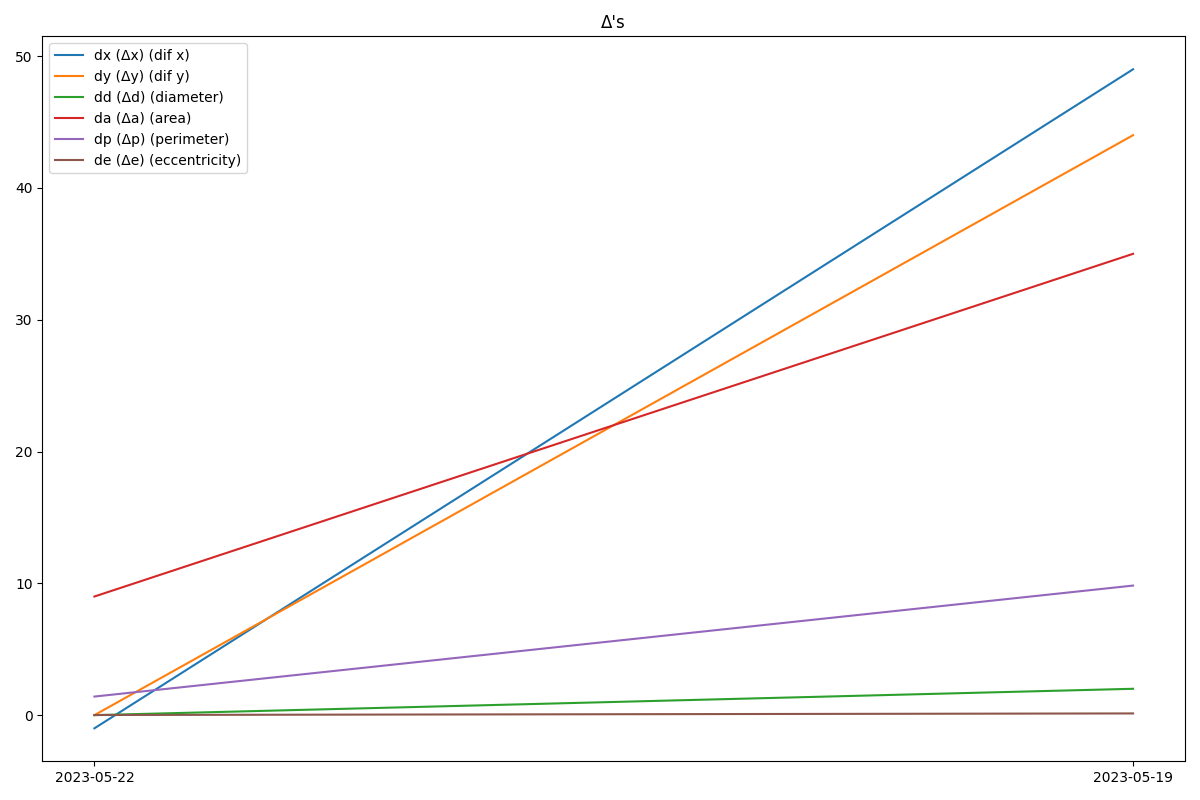 Δ's
dx (Δx) (dif x)
dy (Δy) (dif y)
dd (Δd) (diameter)
da (Δa) (area)
dp (Δp) (perimeter)
de (Δe) (eccentricity)
50
40
30
20
10
0
2023-05-22
2023-05-19